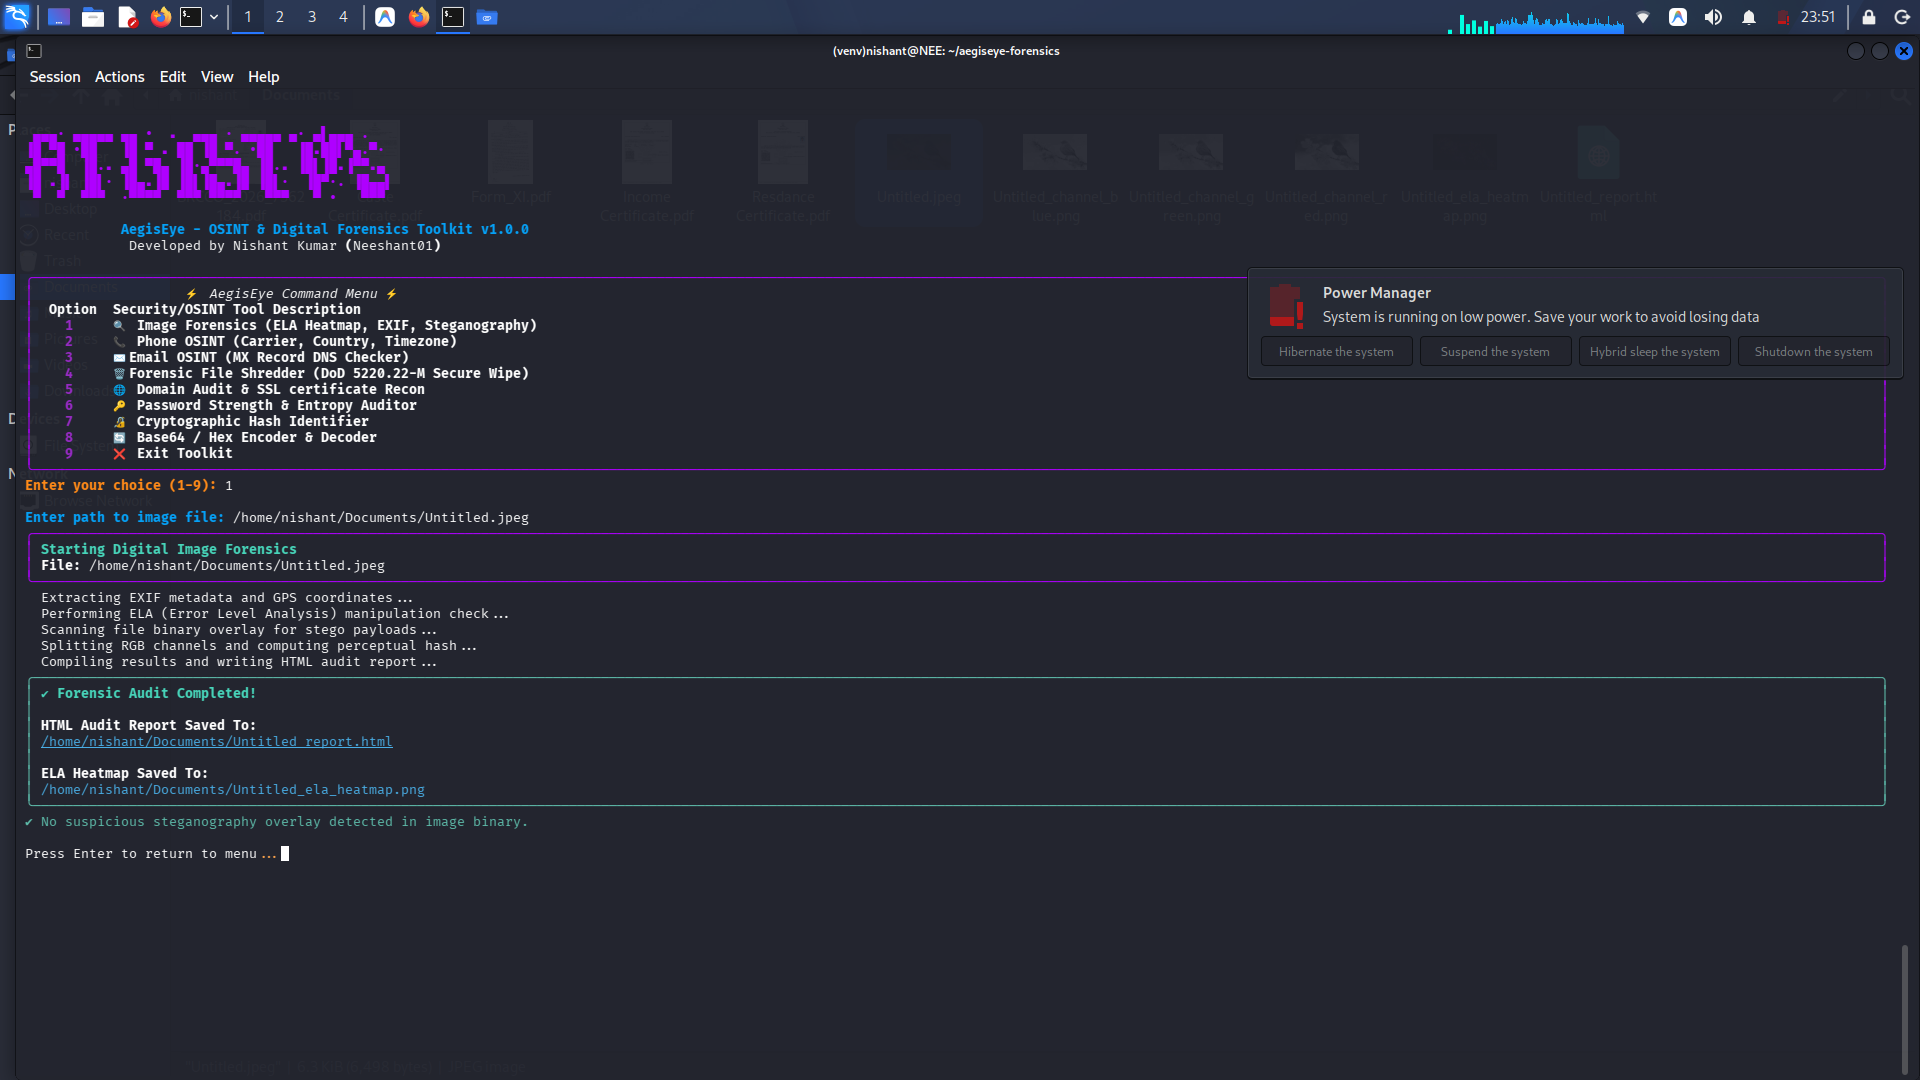 1 2 3 4
23:51
(venv)nishant@NEE: ~/aegiseye-forensics
Session Actions Edit View Help
AegisEye - OSINT & Digital Forensics Toolkit v1.0.0
Developed by Nishant Kumar (Neeshant01)
⚡ AegisEye Command Menu ⚡
Option Security/OSINT Tool Description
1 🔍 Image Forensics (ELA Heatmap, EXIF, Steganography)
2 📞 Phone OSINT (Carrier, Country, Timezone)
3 ✉️ Email OSINT (MX Record DNS Checker)
4 🗑️ Forensic File Shredder (DoD 5220.22-M Secure Wipe)
5 🌐 Domain Audit & SSL certificate Recon
6 🔑 Password Strength & Entropy Auditor
7 🕵️ Cryptographic Hash Identifier
8 🔄 Base64 / Hex Encoder & Decoder
9 ❌ Exit Toolkit
Power Manager
System is running on low power. Save your work to avoid losing data
Hibernate the system Suspend the system Hybrid sleep the system Shutdown the system
Enter your choice (1-9): 1
Enter path to image file: /home/nishant/Documents/Untitled.jpeg
Starting Digital Image Forensics
File: /home/nishant/Documents/Untitled.jpeg
Extracting EXIF metadata and GPS coordinates...
Performing ELA (Error Level Analysis) manipulation check...
Scanning file binary overlay for stego payloads...
Splitting RGB channels and computing perceptual hash...
Compiling results and writing HTML audit report...
✔ Forensic Audit Completed!
HTML Audit Report Saved To:
/home/nishant/Documents/Untitled_report.html
ELA Heatmap Saved To:
/home/nishant/Documents/Untitled_ela_heatmap.png
✔ No suspicious steganography overlay detected in image binary.
Press Enter to return to menu...